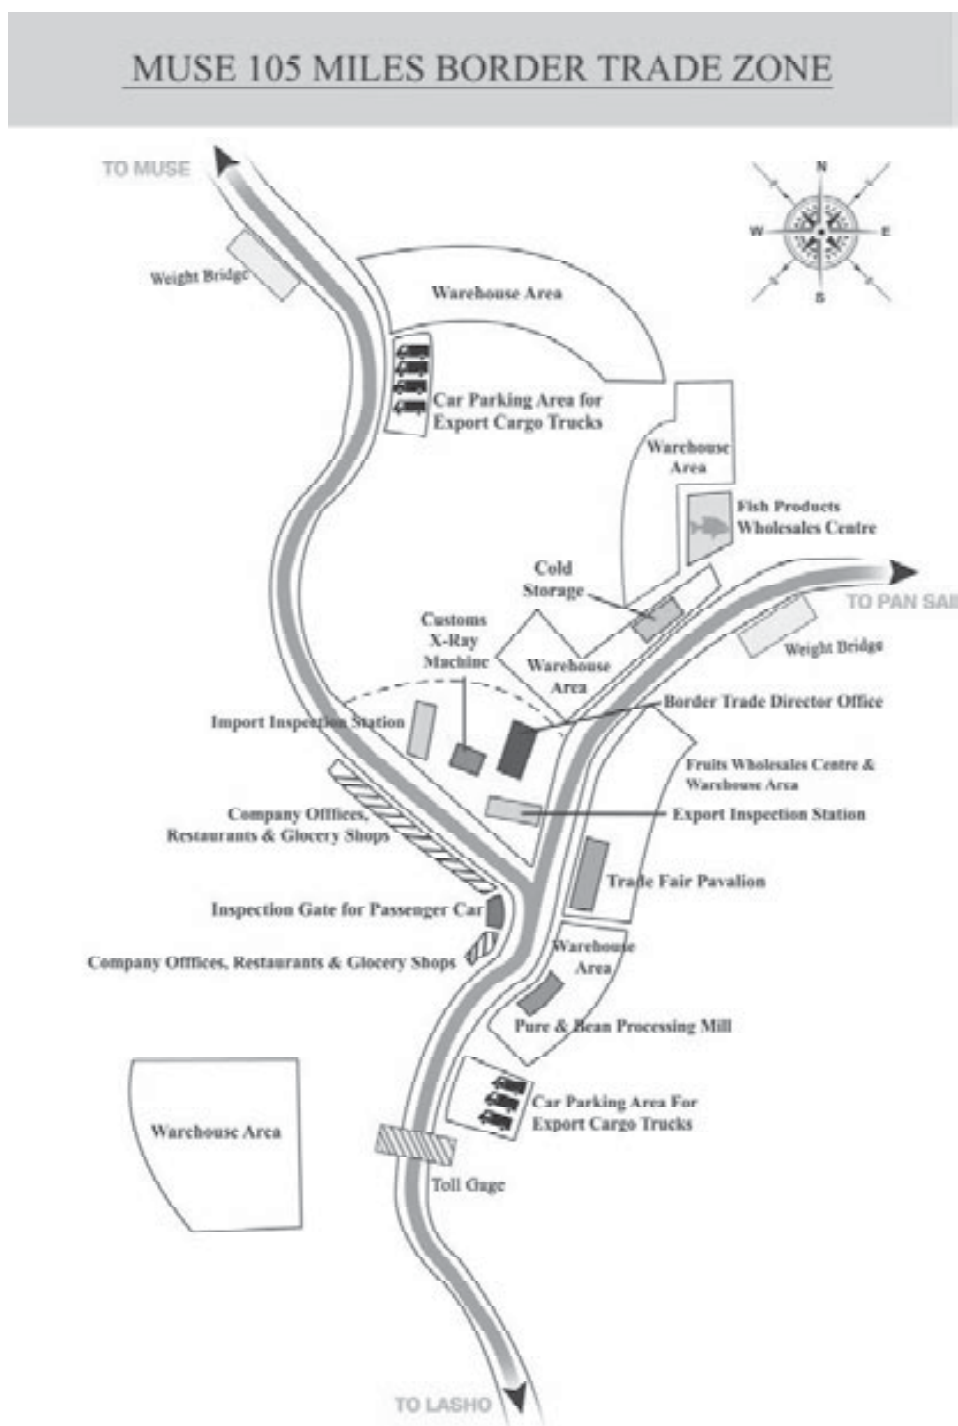 MUSE 105 MILES BORDER TRADE ZONE
TO MUSE
N
W
E
S
Weight Bridge
Warehouse Area
Car Parking Area for
Export Cargo Trucks
Warehouse
Area
Fish Products
Wholesales Centre
Cold
Storage
TO PAN SAI
Customs
X-Ray
Machine
Weight Bridge
Warehouse
Area
Border Trade Director Office
Import Inspection Station
Fruits Wholesales Centre &
Warehouse Area
Company Offfices,
Restaurants & Glocery Shops
Export Inspection Station
Trade Fair Pavalion
Inspection Gate for Passenger Car
Warehouse
Area
Company Offfices, Restaurants & Glocery Shops
Pure & Bean Processing Mill
Car Parking Area For
Export Cargo Trucks
Warehouse Area
Toll Gage
TO LASHO